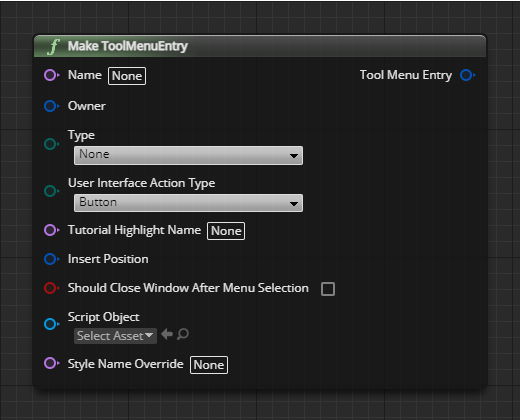 f Make ToolMenuEntry
Name None Tool Menu Entry
Owner
Type
None
User Interface Action Type
Button
Tutorial Highlight Name None
Insert Position
Should Close Window After Menu Selection
Script Object
Select Asset
Style Name Override None